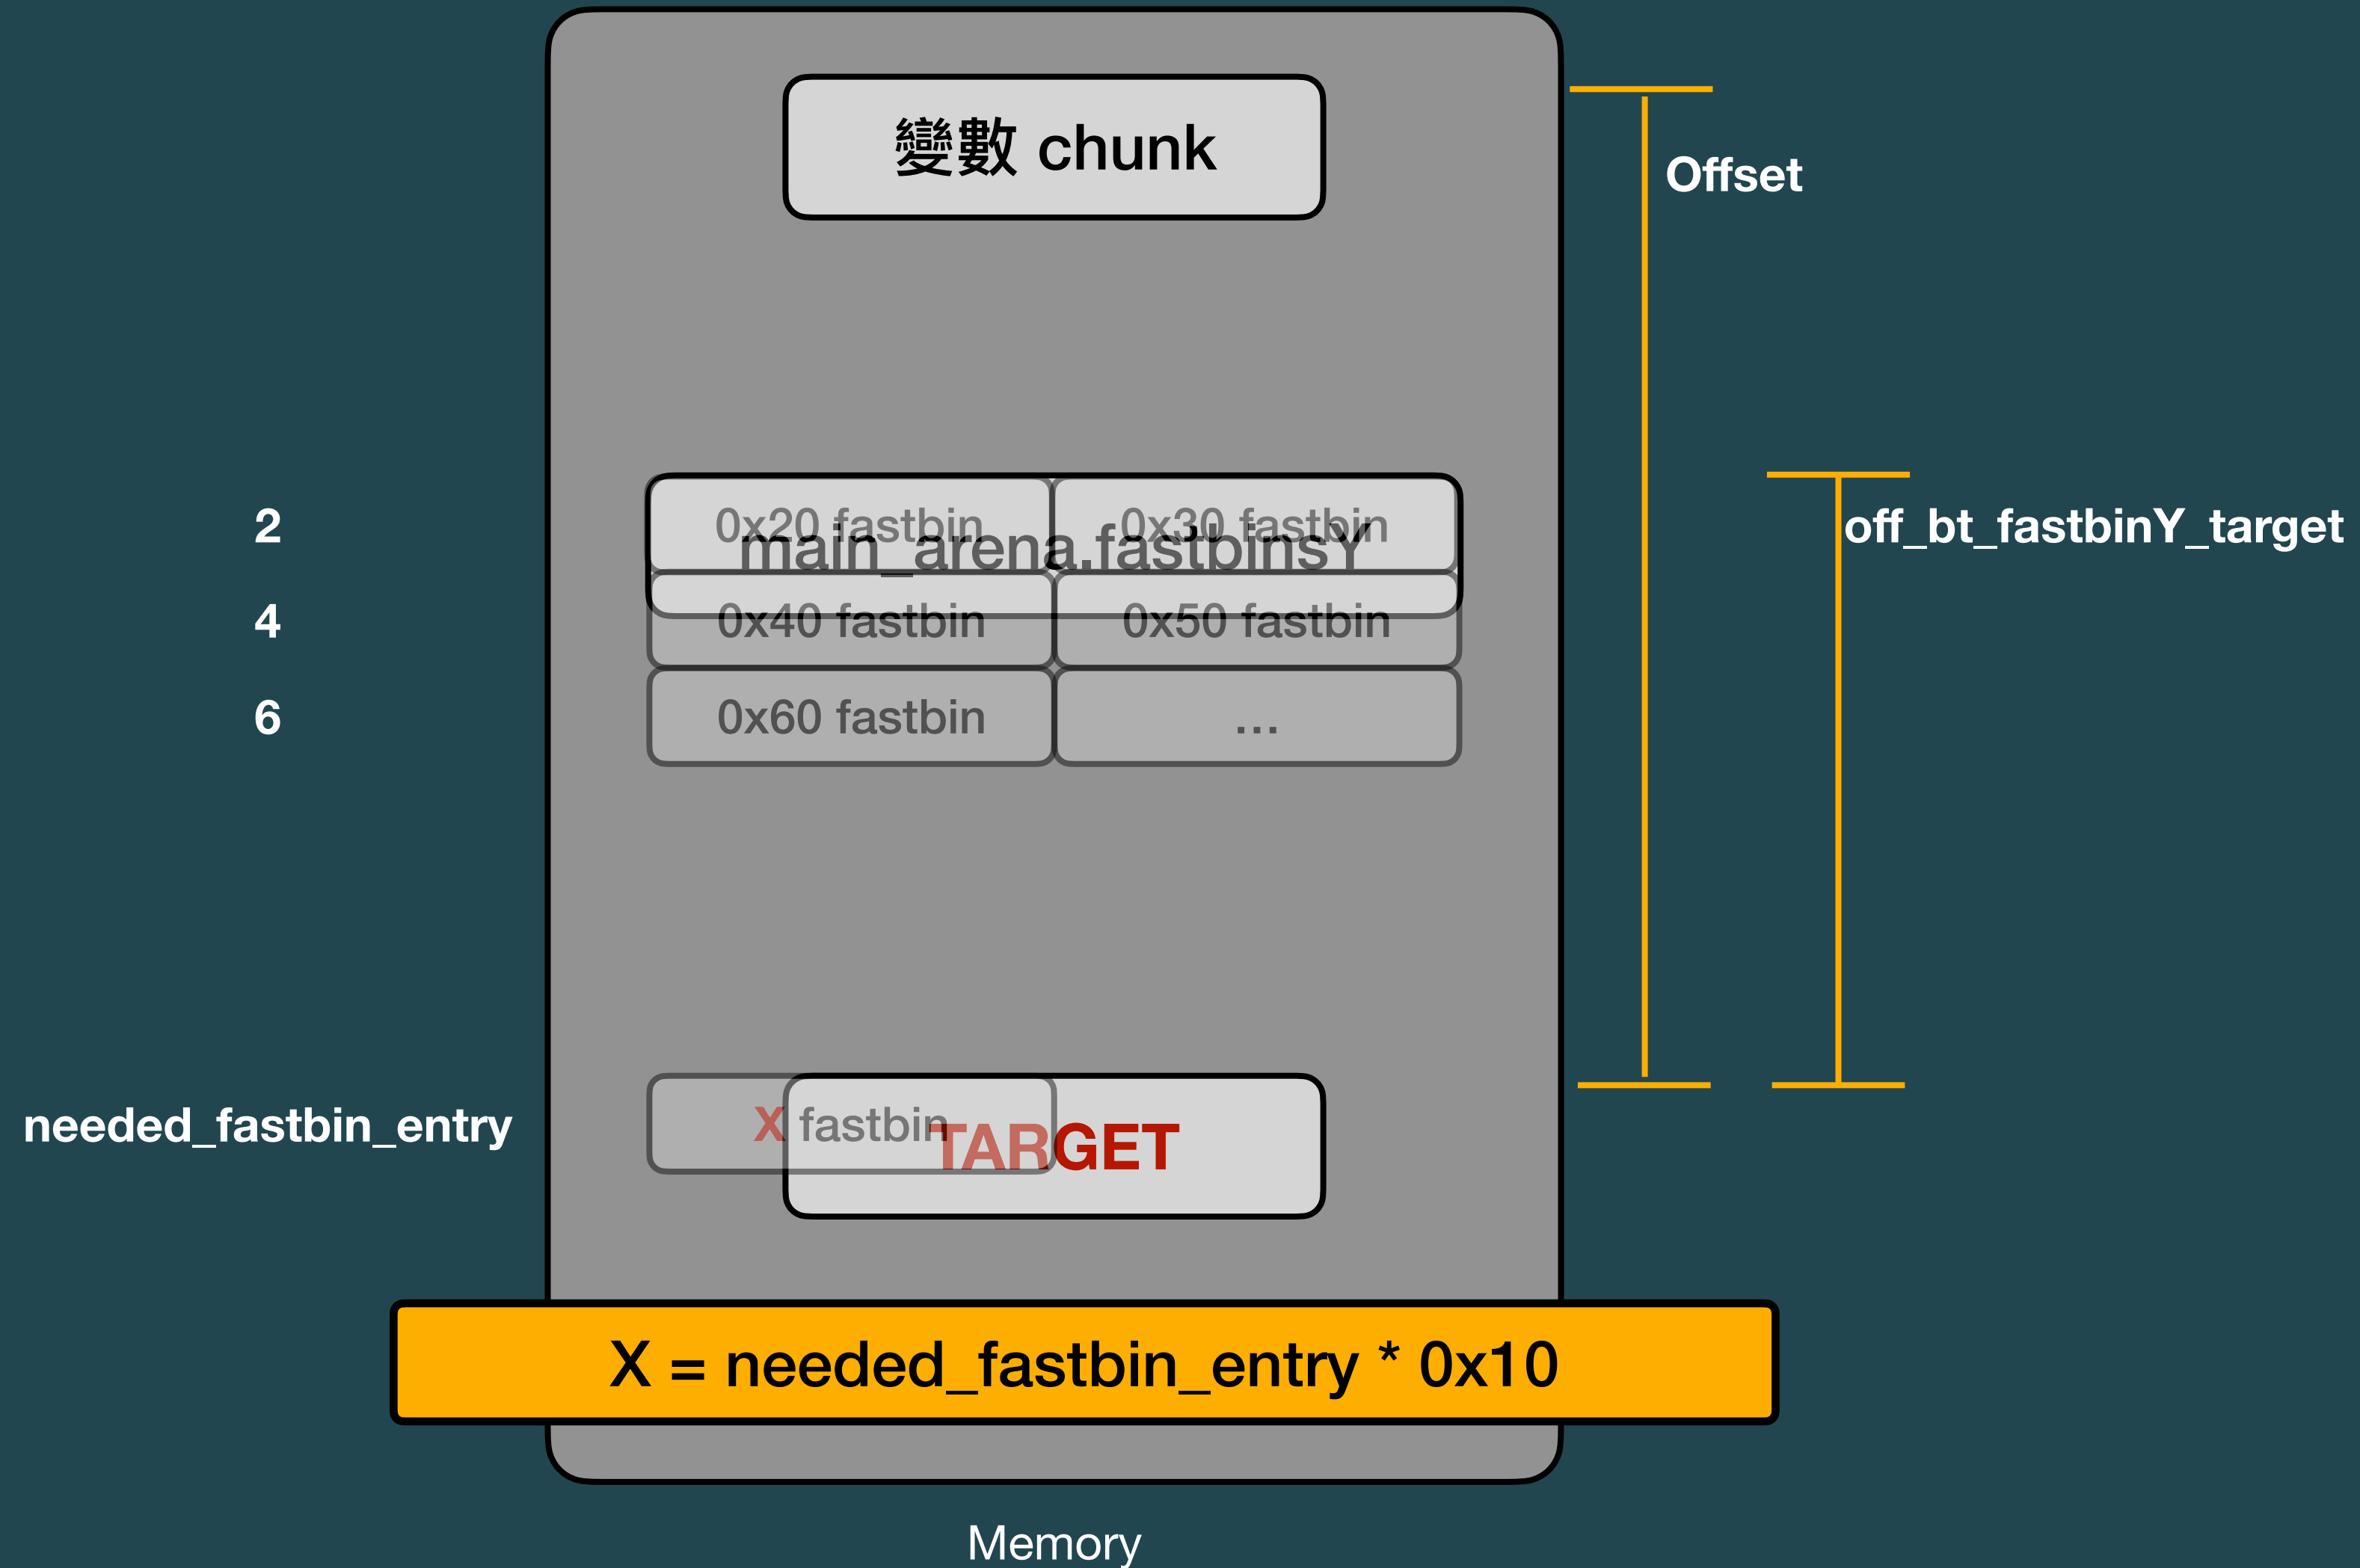 變數 chunk
Offset
2
0x20 fastbin
0x30 fastbin
main_arena.fastbinsY
off_bt_fastbinY_target
4
0x40 fastbin
0x50 fastbin
6
0x60 fastbin
...
needed_fastbin_entry
X fastbin
TARGET
X = needed_fastbin_entry * 0x10
Memory